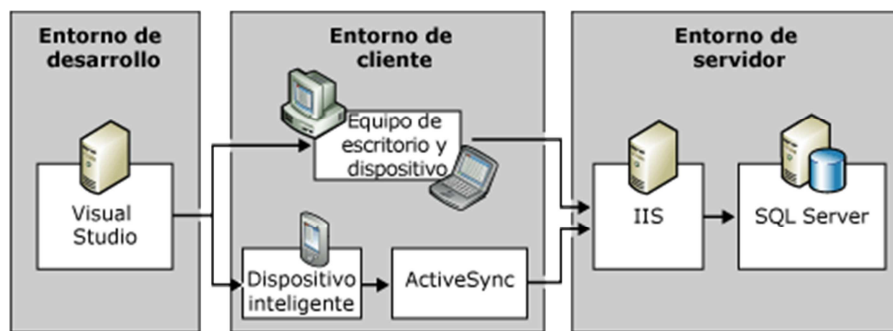 Entorno de
desarrollo
Visual
Studio
Entorno de
cliente
Equipo de
escritorio y
dispositivo
Dispositivo
inteligente
ActiveSync
Entorno de
servidor
IIS
SQL Server